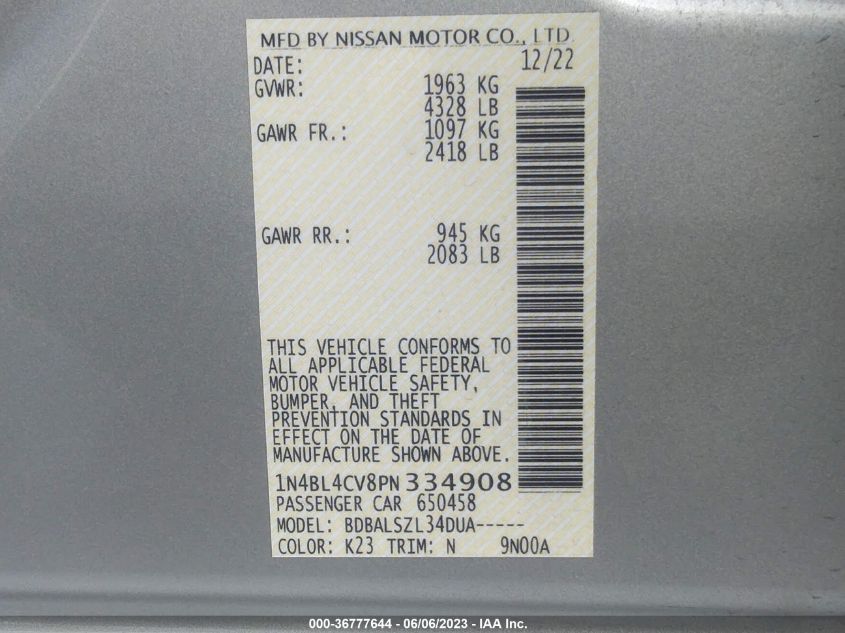 MFD BY NISSAN MOTOR CO., LTD
DATE: 12/22
GVWR: 1963 KG
4328 LB
GAWR FR.: 1097 KG
2418 LB
GAWR RR.: 945 KG
2083 LB
THIS VEHICLE CONFORMS TO
ALL APPLICABLE FEDERAL
MOTOR VEHICLE SAFETY,
BUMPER, AND THEFT
PREVENTION STANDARDS IN
EFFECT ON THE DATE OF
MANUFACTURE SHOWN ABOVE.
1N4BL4CV8PN334908
PASSENGER CAR 650458
MODEL: BDBALSZL34DUA-----
COLOR: K23 TRIM: N 9N00A
000-36777644 - 06/06/2023 - IAA Inc.